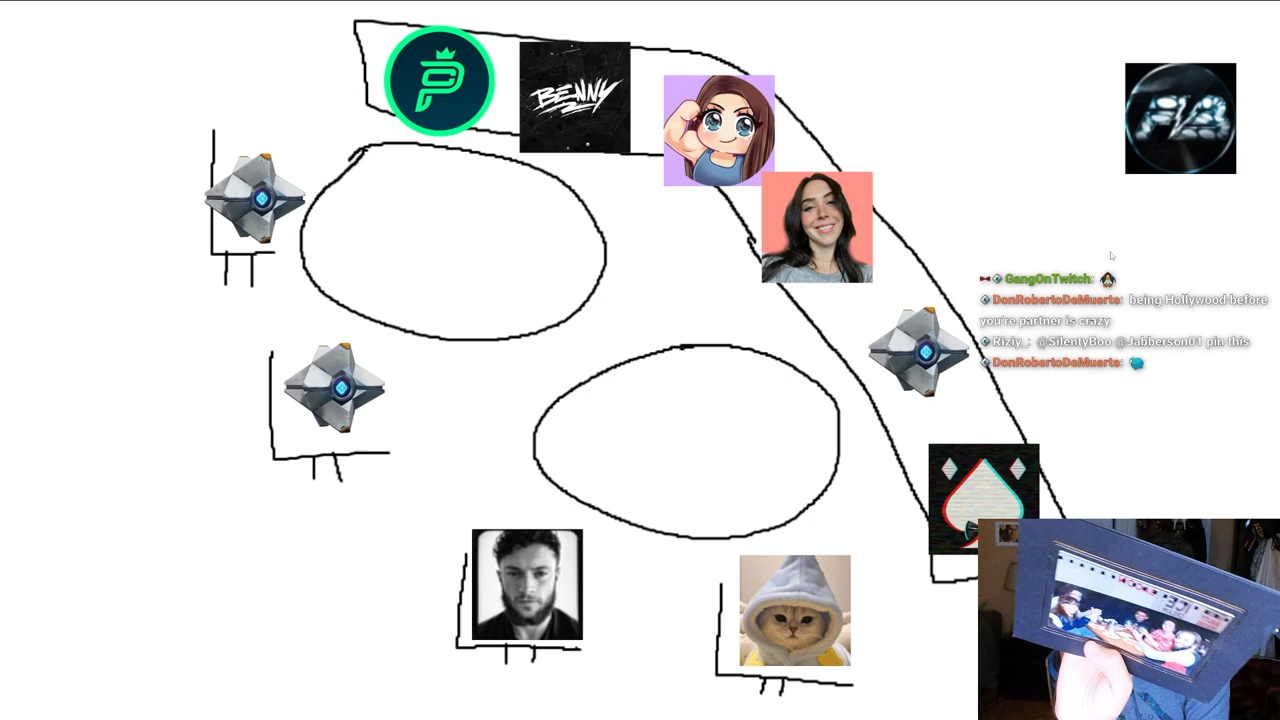 BENNY
GangOnTwitch:
DonRobertoDeMuerte: being Hollywood before
you're partner is crazy
Riziy_: @SilentyBoo @Jabberson01 pin this
DonRobertoDeMuerte: